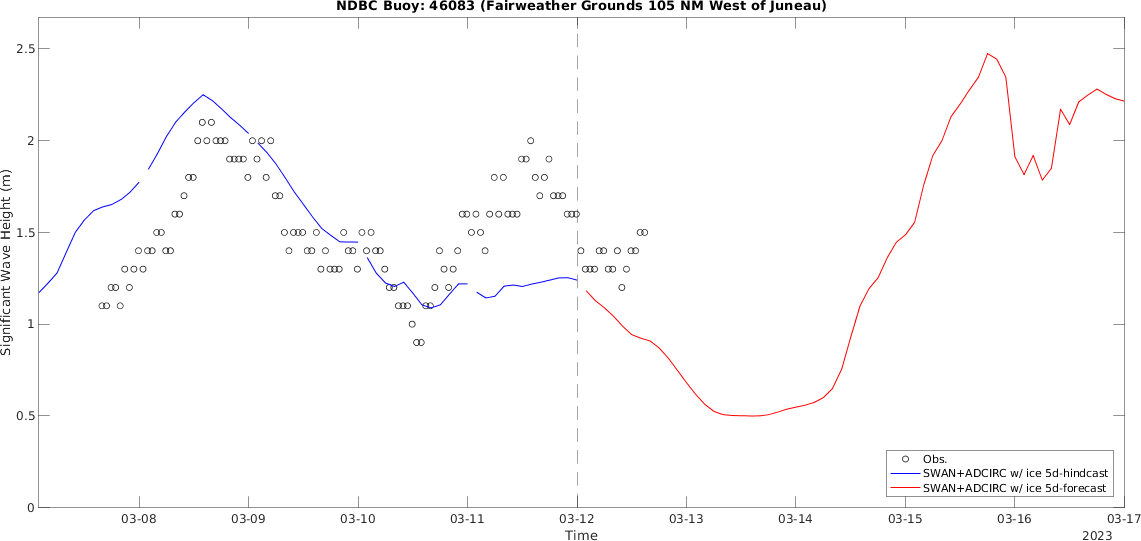 NDBC Buoy: 46083 (Fairweather Grounds 105 NM West of Juneau)
Significant Wave Height (m)
2.5
2
1.5
1
0.5
0
Obs.
SWAN+ADCIRC w/ ice 5d-hindcast
SWAN+ADCIRC w/ ice 5d-forecast
03-08 03-09 03-10 03-11 03-12 03-13 03-14 03-15 03-16 03-17
Time
2023